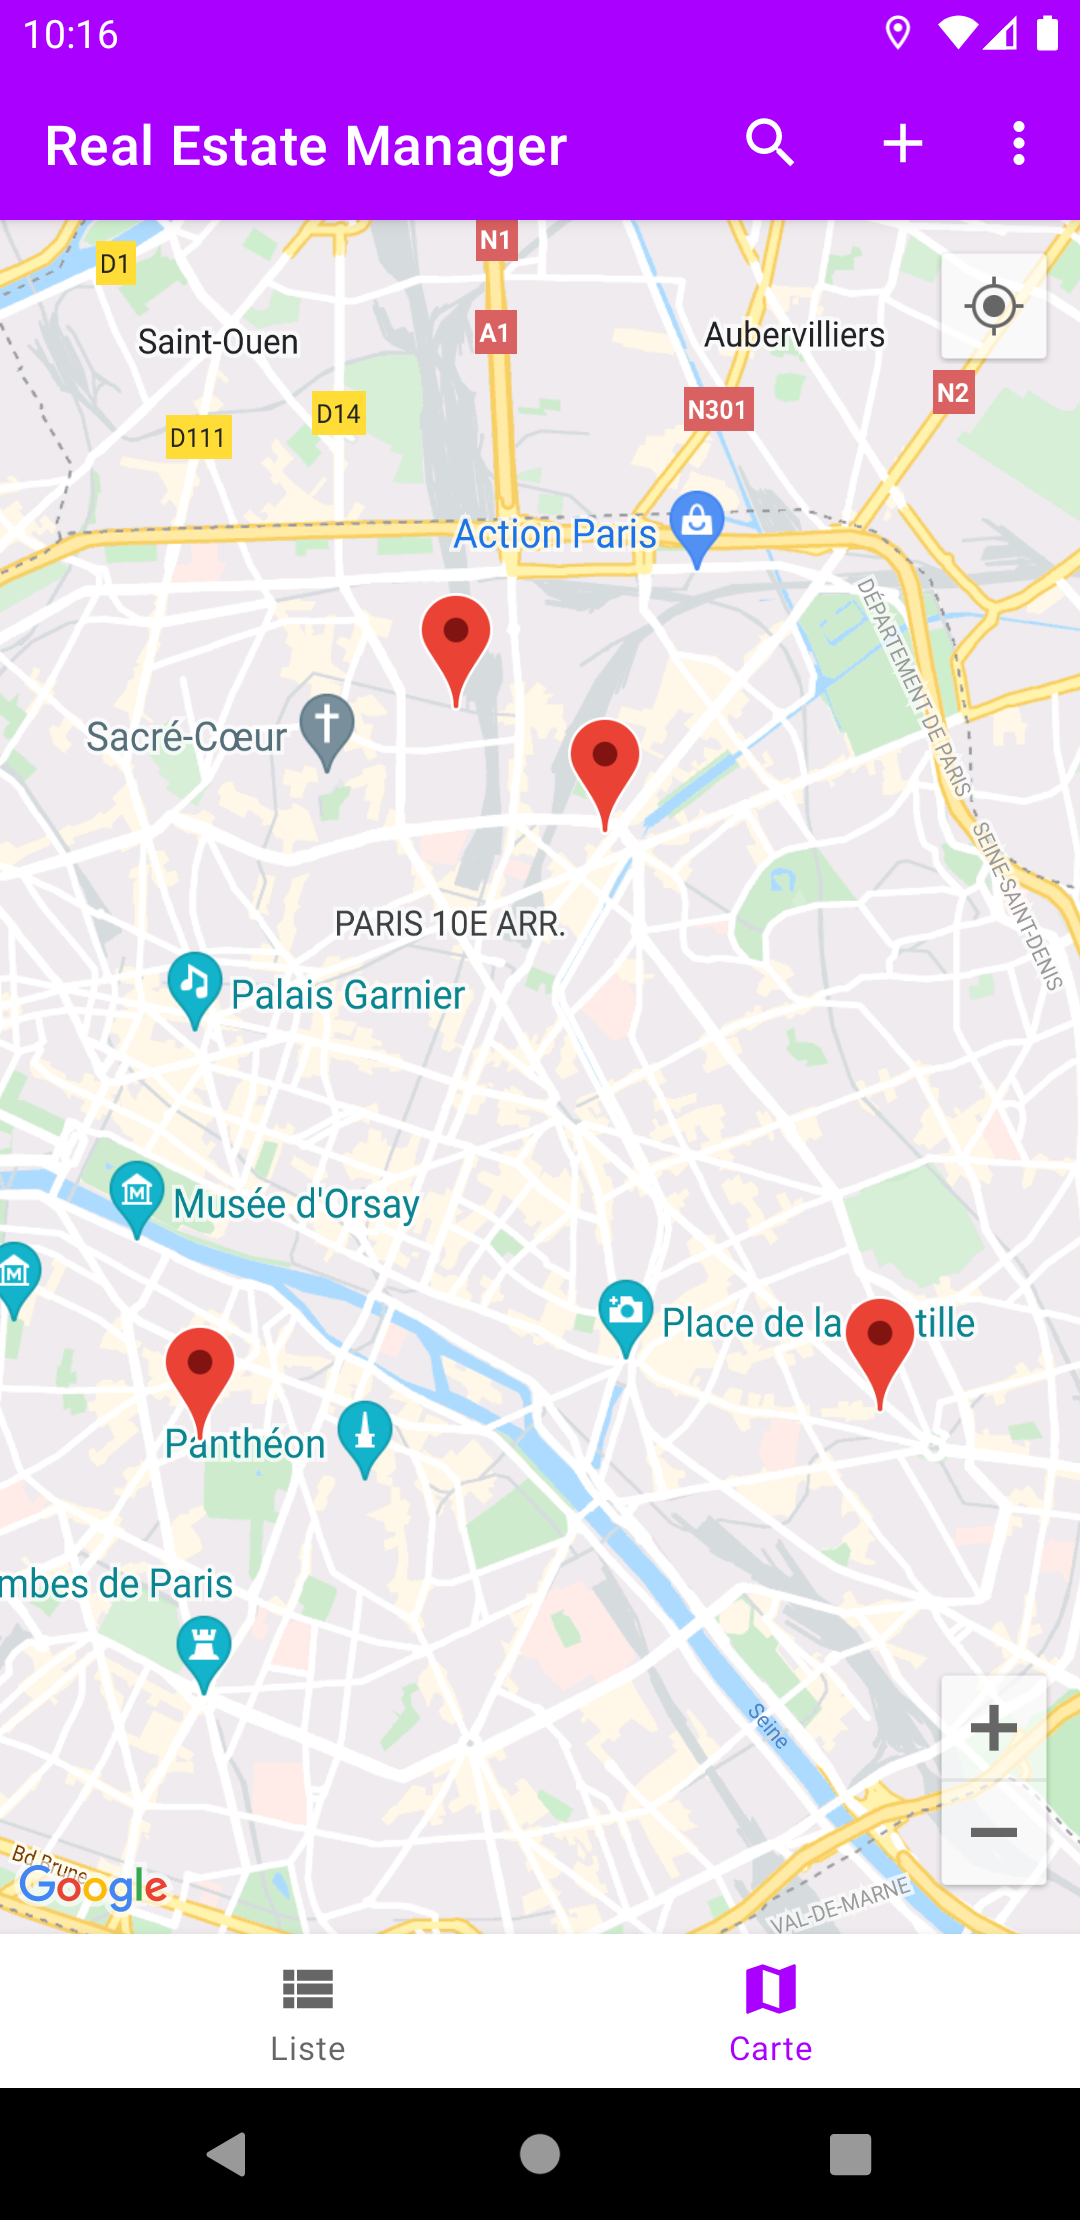 10:16
Real Estate Manager
D1
N1
Saint-Ouen
A1
Aubervilliers
N2
D14
N301
D111
Action Paris
DÉPARTEMENT DE PARIS
SEINE-SAINT-DENIS
Sacré-Cœur
PARIS 10E ARR.
Palais Garnier
Musée d'Orsay
M
M
Place de la tille
Panthéon
mbes de Paris
Seine
Bd Brune
Google
VAL-DE-MARNE
Liste
Carte